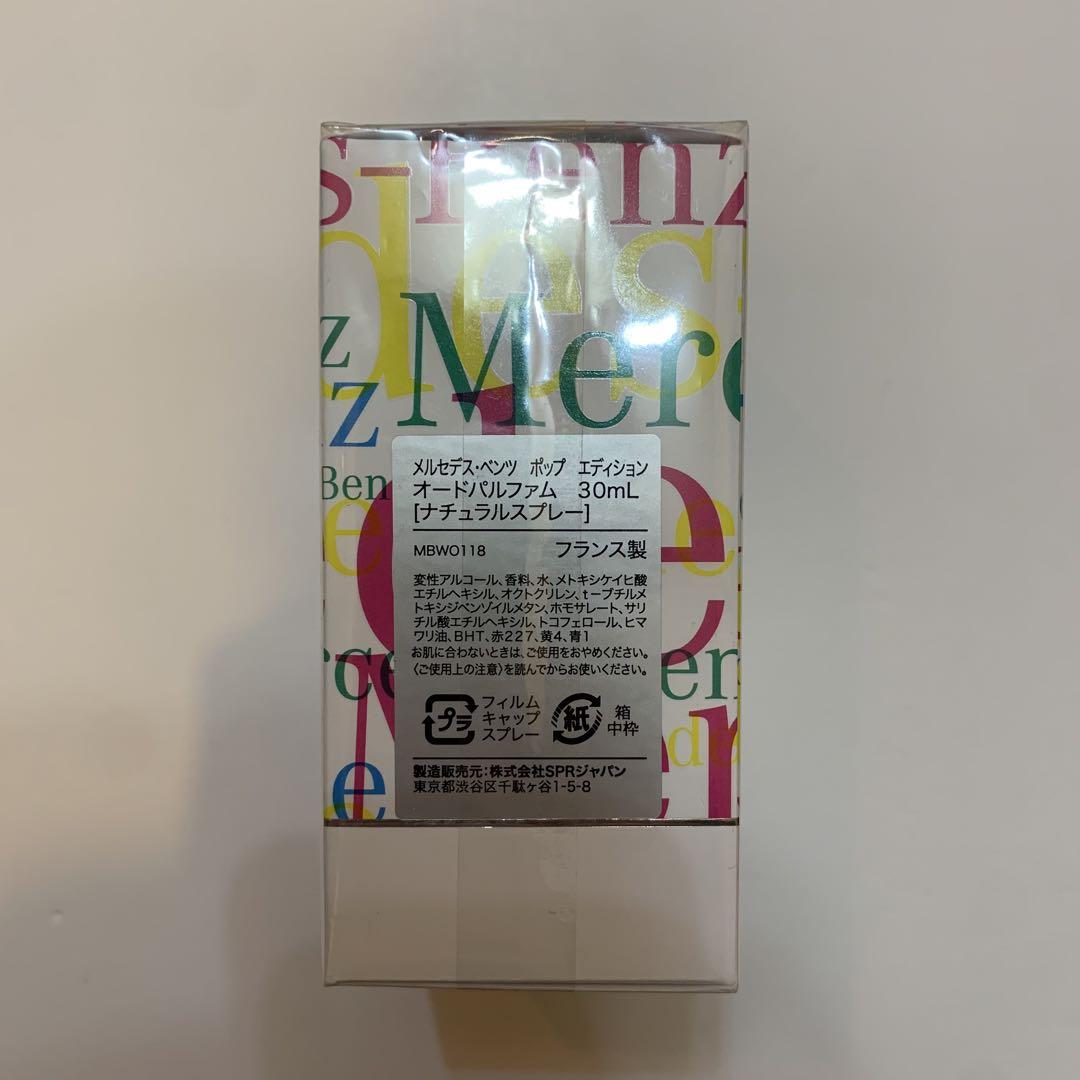 s-Benz
des-
z Merc
z
Ben
メルセデス・ベンツ ポップ エディション
オードパルファム 30mL
[ナチュラルスプレー]
MBWO118 フランス製
変性アルコール、香料、水、メトキシケイヒ酸
エチルヘキシル、オクトクリレン、t-ブチルメ
トキシジベンゾイルメタン、ホモサレート、サリ
チル酸エチルヘキシル、トコフェロール、ヒマ
ワリ油、BHT、赤227、黄4、青1
お肌に合わないときは、ご使用をおやめください。
〈ご使用上の注意〉を読んでからお使いください。
プラ フィルム
キャップ
スプレー
紙 箱
中枠
製造販売元:株式会社SPRジャパン
東京都渋谷区千駄ヶ谷1-5-8